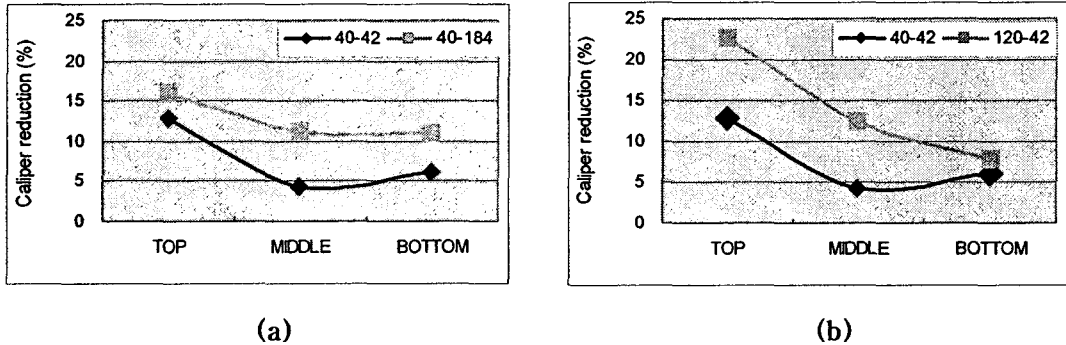 Caliper reduction (%)
25
20
15
10
5
0
40-42 40-184
TOP MIDDLE BOTTOM
(a)
Caliper reduction (%)
25
20
15
10
5
0
40-42 120-42
TOP MIDDLE BOTTOM
(b)